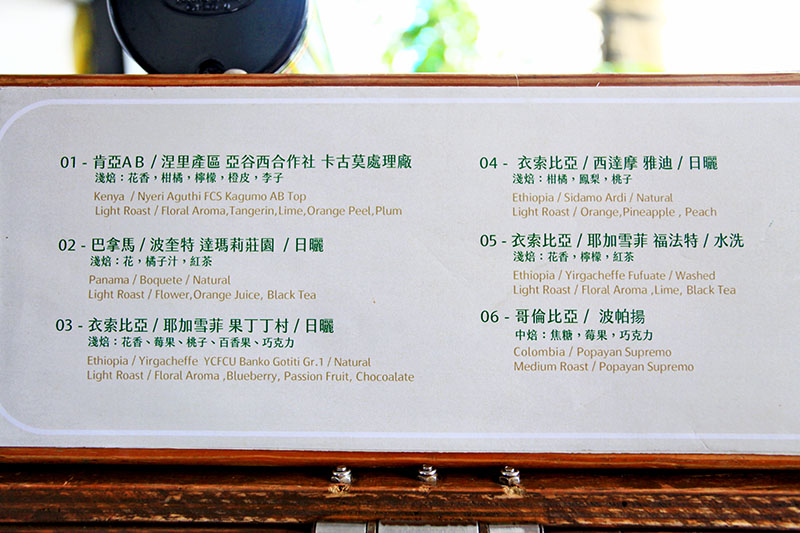 01 - 肯亞AB / 涅里產區 亞谷西合作社 卡古莫處理廠
淺焙：花香，柑橘，檸檬，橙皮，李子
Kenya / Nyeri Aguthi FCS Kagumo AB Top
Light Roast / Floral Aroma,Tangerin,Lime,Orange Peel,Plum
02 - 巴拿馬 / 波奎特 達瑪莉莊園 / 日曬
淺焙：花，橘子汁，紅茶
Panama / Boquete / Natural
Light Roast / Flower,Orange Juice, Black Tea
03 - 衣索比亞 / 耶加雪菲 果丁丁村 / 日曬
淺焙：花香、莓果、桃子、百香果、巧克力
Ethiopia / Yirgacheffe YCFCU Banko Gotiti Gr.1 / Natural
Light Roast / Floral Aroma ,Blueberry, Passion Fruit, Chocoalate
04 - 衣索比亞 / 西達摩 雅迪 / 日曬
淺焙：柑橘，鳳梨，桃子
Ethiopia / Sidamo Ardi / Natural
Light Roast / Orange,Pineapple , Peach
05 - 衣索比亞 / 耶加雪菲 福法特 / 水洗
淺焙：花香，檸檬，紅茶
Ethiopia / Yirgacheffe Fufuate / Washed
Light Roast / Floral Aroma ,Lime, Black Tea
06 - 哥倫比亞 / 波帕揚
中焙：焦糖，莓果，巧克力
Colombia / Popayan Supremo
Medium Roast / Popayan Supremo